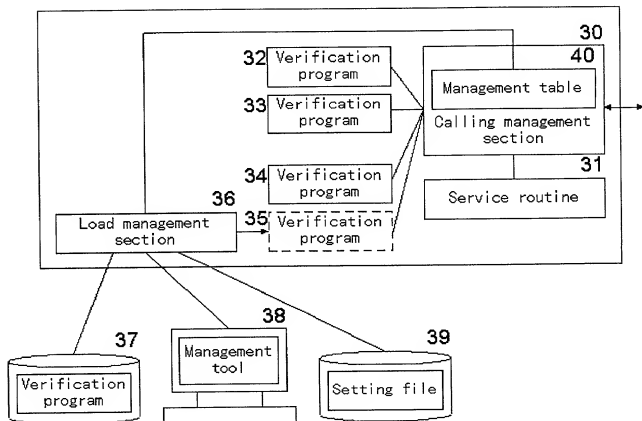 30
32
Verification
program
40
Management table
33
Verification
program
Calling management
section
34
Verification
program
31
Service routine
36
35
Load management
section
Verification
program
37
38
39
Verification
program
Management
tool
Setting file